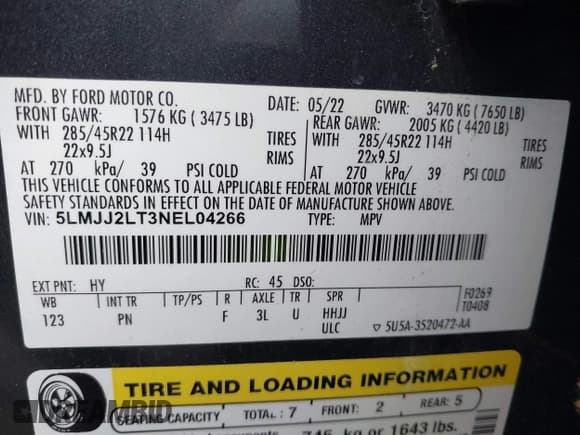 MFD. BY FORD MOTOR CO.
DATE: 05/22 GVWR: 3470 KG ( 7650 LB)
FRONT GAWR: 1576 KG ( 3475 LB)
REAR GAWR: 2005 KG ( 4420 LB)
WITH 285/45R22 114H TIRES
WITH 285/45R22 114H TIRES
22x9.5J RIMS
22x9.5J RIMS
AT 270 kPa/ 39 PSI COLD
AT 270 kPa/ 39 PSI COLD
THIS VEHICLE CONFORMS TO ALL APPLICABLE FEDERAL MOTOR VEHICLE
SAFETY STANDARDS IN EFFECT ON THE DATE OF MANUFACTURE SHOWN ABOVE.
VIN: 5LMJJ2LT3NEL04266 TYPE: MPV
EXT PNT: HY RC: 45 DSO:
WB INT TR TP/PS R AXLE TR SPR
123 PN F 3L U HHJJ
ULC
F0269
T0408
5U5A-3520472-AA
TIRE AND LOADING INFORMATION
SEATING CAPACITY TOTAL: 7 FRONT: 2 REAR: 5
745 kg or 1643 lbs.